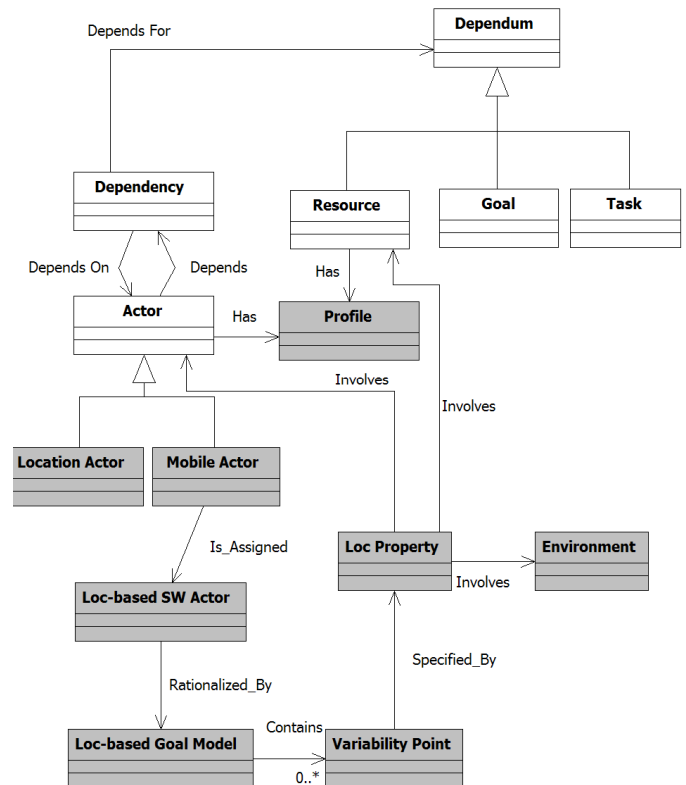 Dependum
Depends For
Dependency
Resource
Goal
Task
Depends On
Depends
Has
Actor
Has
Profile
Involves
Involves
Location Actor
Mobile Actor
Is_Assigned
Loc Property
Environment
Involves
Loc-based SW Actor
Specified_By
Rationalized_By
Contains
Loc-based Goal Model
Variability Point
0..*